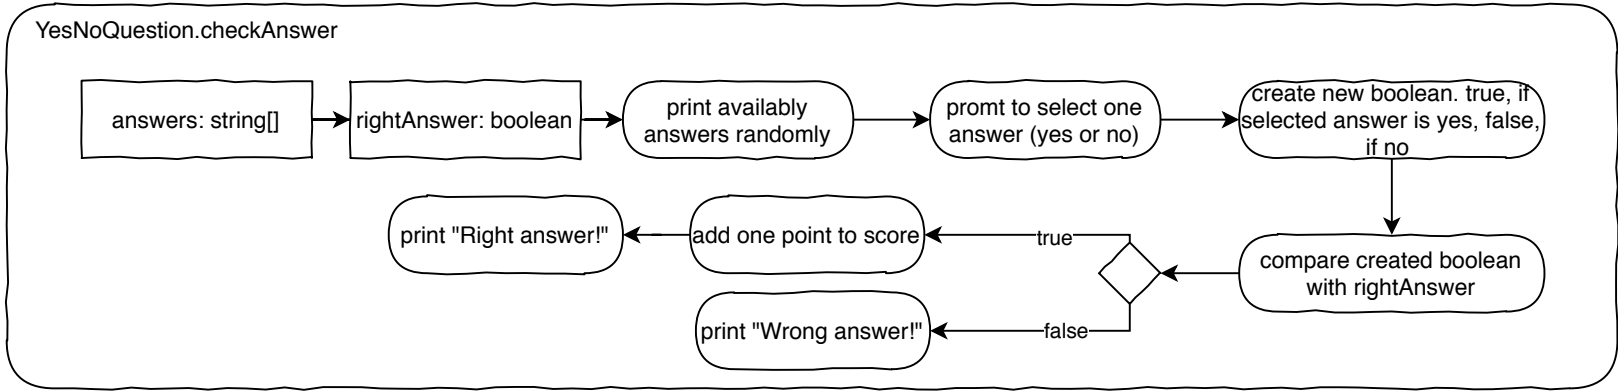 YesNoQuestion.checkAnswer
answers: string[]
rightAnswer: boolean
print availably
answers randomly
promt to select one
answer (yes or no)
create new boolean. true, if
selected answer is yes, false,
if no
compare created boolean
with rightAnswer
true
add one point to score
print "Right answer!"
false
print "Wrong answer!"